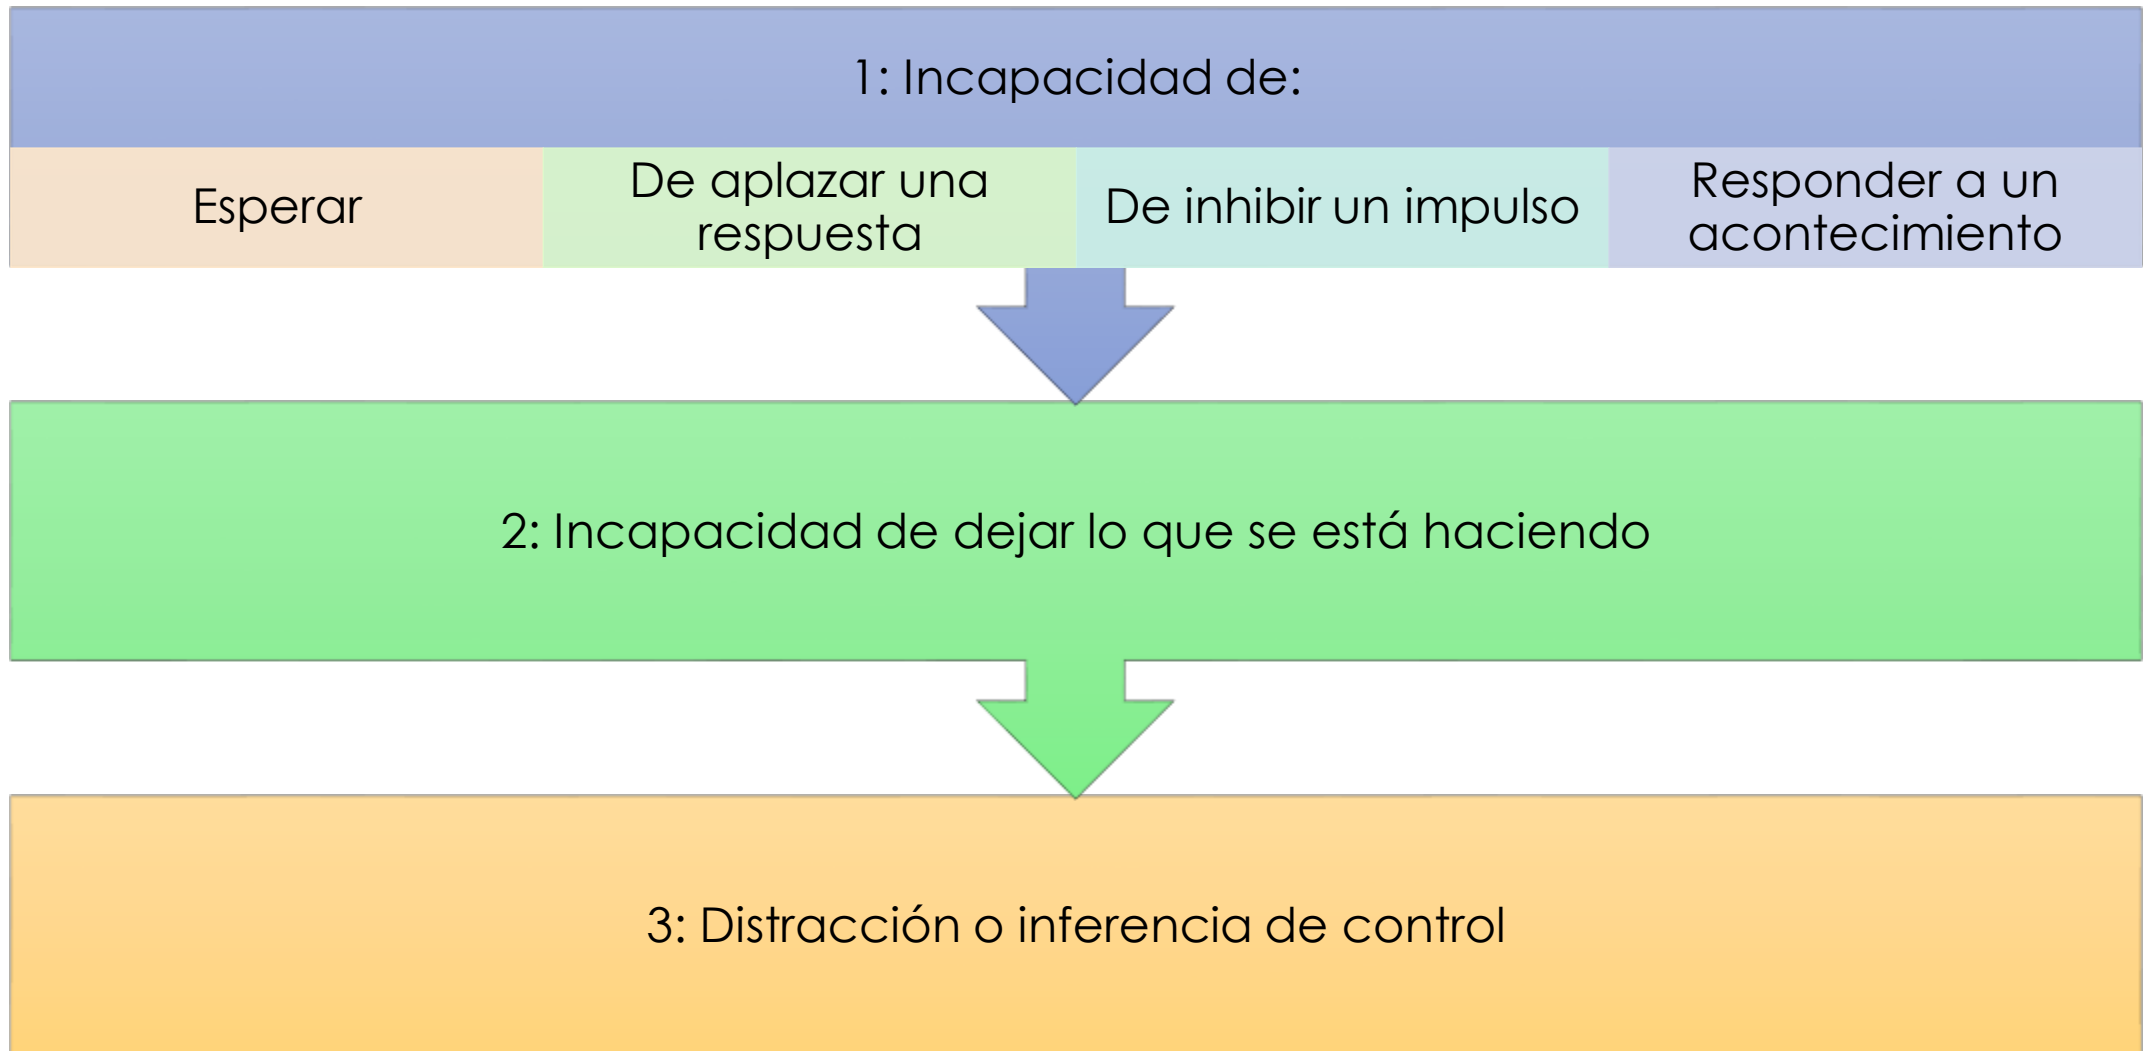 1: Incapacidad de:
Esperar
De aplazar una
respuesta
De inhibir un impulso
Responder a un
acontecimiento
2: Incapacidad de dejar lo que se está haciendo
3: Distracción o inferencia de control